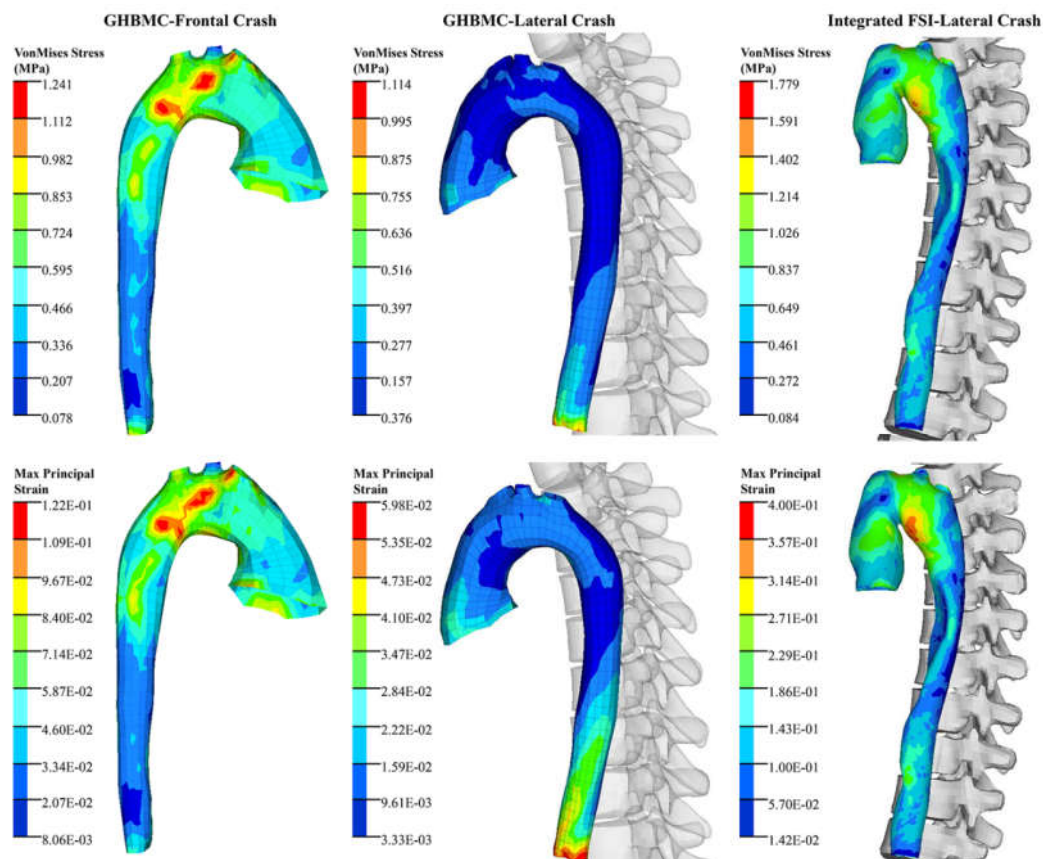 GHBMC-Frontal Crash
VonMises Stress
(MPa)
1.241
1.112
0.982
0.853
0.724
0.595
0.466
0.336
0.207
0.078
GHBMC-Lateral Crash
VonMises Stress
(MPa)
1.114
0.995
0.875
0.755
0.636
0.516
0.397
0.277
0.157
0.376
Integrated FSI-Lateral Crash
VonMises Stress
(MPa)
1.779
1.591
1.402
1.214
1.026
0.837
0.649
0.461
0.272
0.084
Max Principal
Strain
1.22E-01
1.09E-01
9.67E-02
8.40E-02
7.14E-02
5.87E-02
4.60E-02
3.34E-02
2.07E-02
8.06E-03
Max Principal
Strain
5.98E-02
5.35E-02
4.73E-02
4.10E-02
3.47E-02
2.84E-02
2.22E-02
1.59E-02
9.61E-03
3.33E-03
Max Principal
Strain
4.00E-01
3.57E-01
3.14E-01
2.71E-01
2.29E-01
1.86E-01
1.43E-01
1.00E-01
5.70E-02
1.42E-02